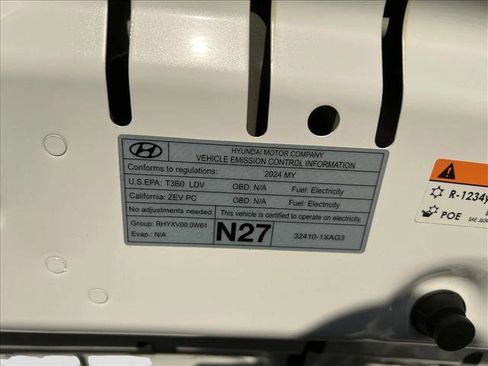 HYUNDAI MOTOR COMPANY
VEHICLE EMISSION CONTROL INFORMATION
Conforms to regulations: 2024 MY
U.S.EPA: T3B0 LDV OBD: N/A Fuel: Electricity
California: ZEV PC OBD: N/A Fuel: Electricity
No adjustments needed. This vehicle is certified to operate on electricity
Group: RHYXV00.0W61
Evap.: N/A
N27
32410-1XAG3
R-1234y
POE
SAE